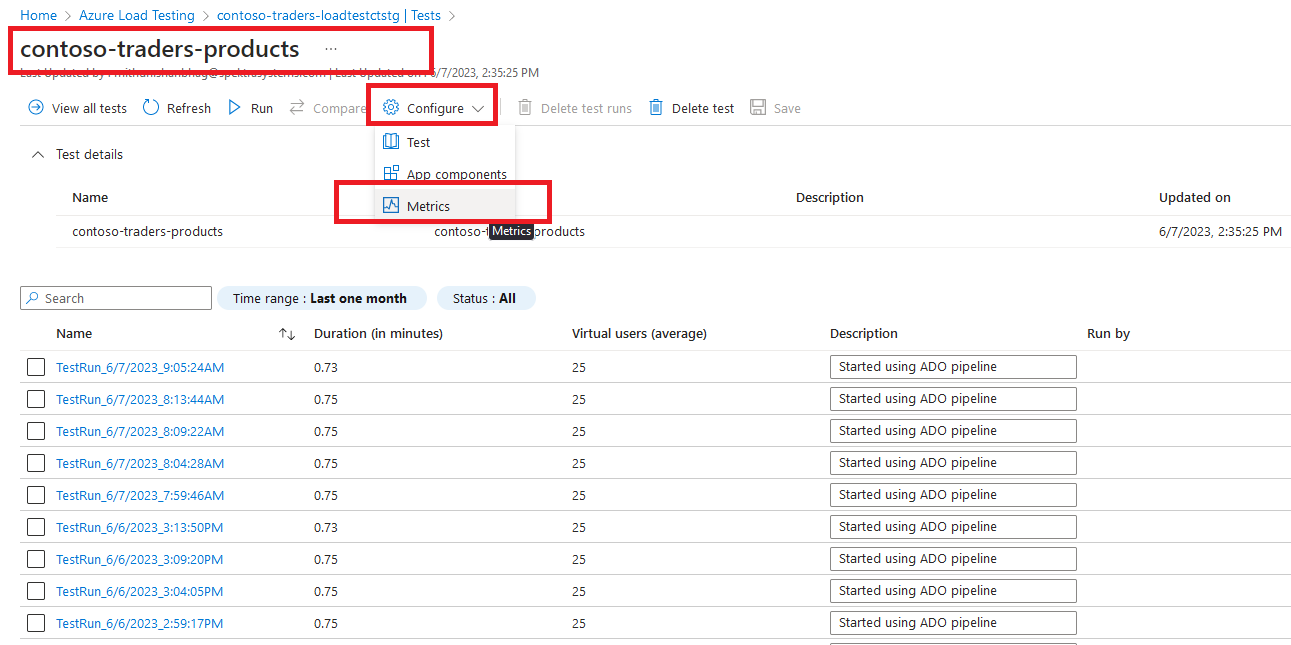 Home > Azure Load Testing > contoso-traders-loadtestctstg | Tests >
contoso-traders-products ...
6/7/2023, 2:35:25 PM
View all tests Refresh Run Compare Configure Delete test runs Delete test Save
Test
Test details
App components
Name Description Updated on
Metrics
contoso-traders-products contoso-t Metrics products 6/7/2023, 2:35:25 PM
Search Time range : Last one month Status : All
Name Duration (in minutes) Virtual users (average) Description Run by
TestRun_6/7/2023_9:05:24AM 0.73 25 Started using ADO pipeline
TestRun_6/7/2023_8:13:44AM 0.75 25 Started using ADO pipeline
TestRun_6/7/2023_8:09:22AM 0.75 25 Started using ADO pipeline
TestRun_6/7/2023_8:04:28AM 0.75 25 Started using ADO pipeline
TestRun_6/7/2023_7:59:46AM 0.75 25 Started using ADO pipeline
TestRun_6/6/2023_3:13:50PM 0.73 25 Started using ADO pipeline
TestRun_6/6/2023_3:09:20PM 0.75 25 Started using ADO pipeline
TestRun_6/6/2023_3:04:05PM 0.75 25 Started using ADO pipeline
TestRun_6/6/2023_2:59:17PM 0.75 25 Started using ADO pipeline